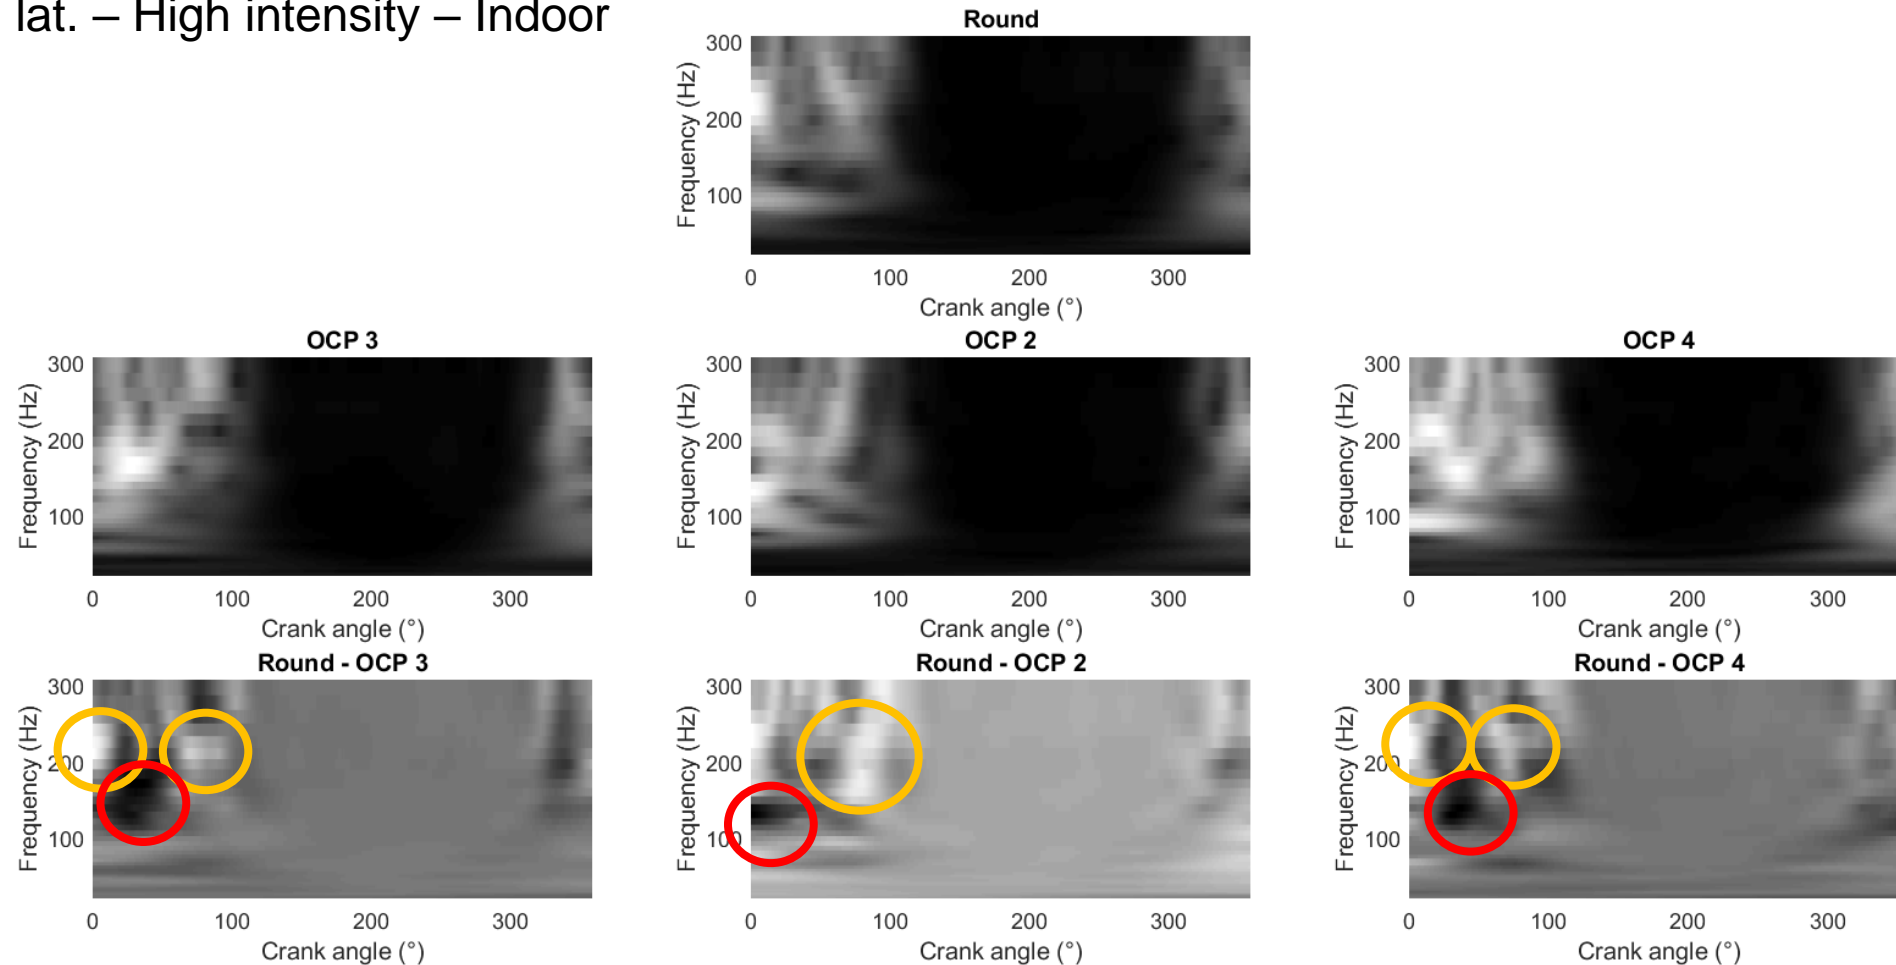 lat. – High intensity – Indoor
Round
Frequency (Hz)
300
200
100
0 100 200 300
Crank angle (°)
OCP 3
Frequency (Hz)
300
200
100
0 100 200 300
Crank angle (°)
OCP 2
Frequency (Hz)
300
200
100
0 100 200 300
Crank angle (°)
OCP 4
Frequency (Hz)
300
200
100
0 100 200 300
Crank angle (°)
Round - OCP 3
Frequency (Hz)
300
200
100
0 100 200 300
Crank angle (°)
Round - OCP 2
Frequency (Hz)
300
200
100
0 100 200 300
Crank angle (°)
Round - OCP 4
Frequency (Hz)
300
200
100
0 100 200 300
Crank angle (°)